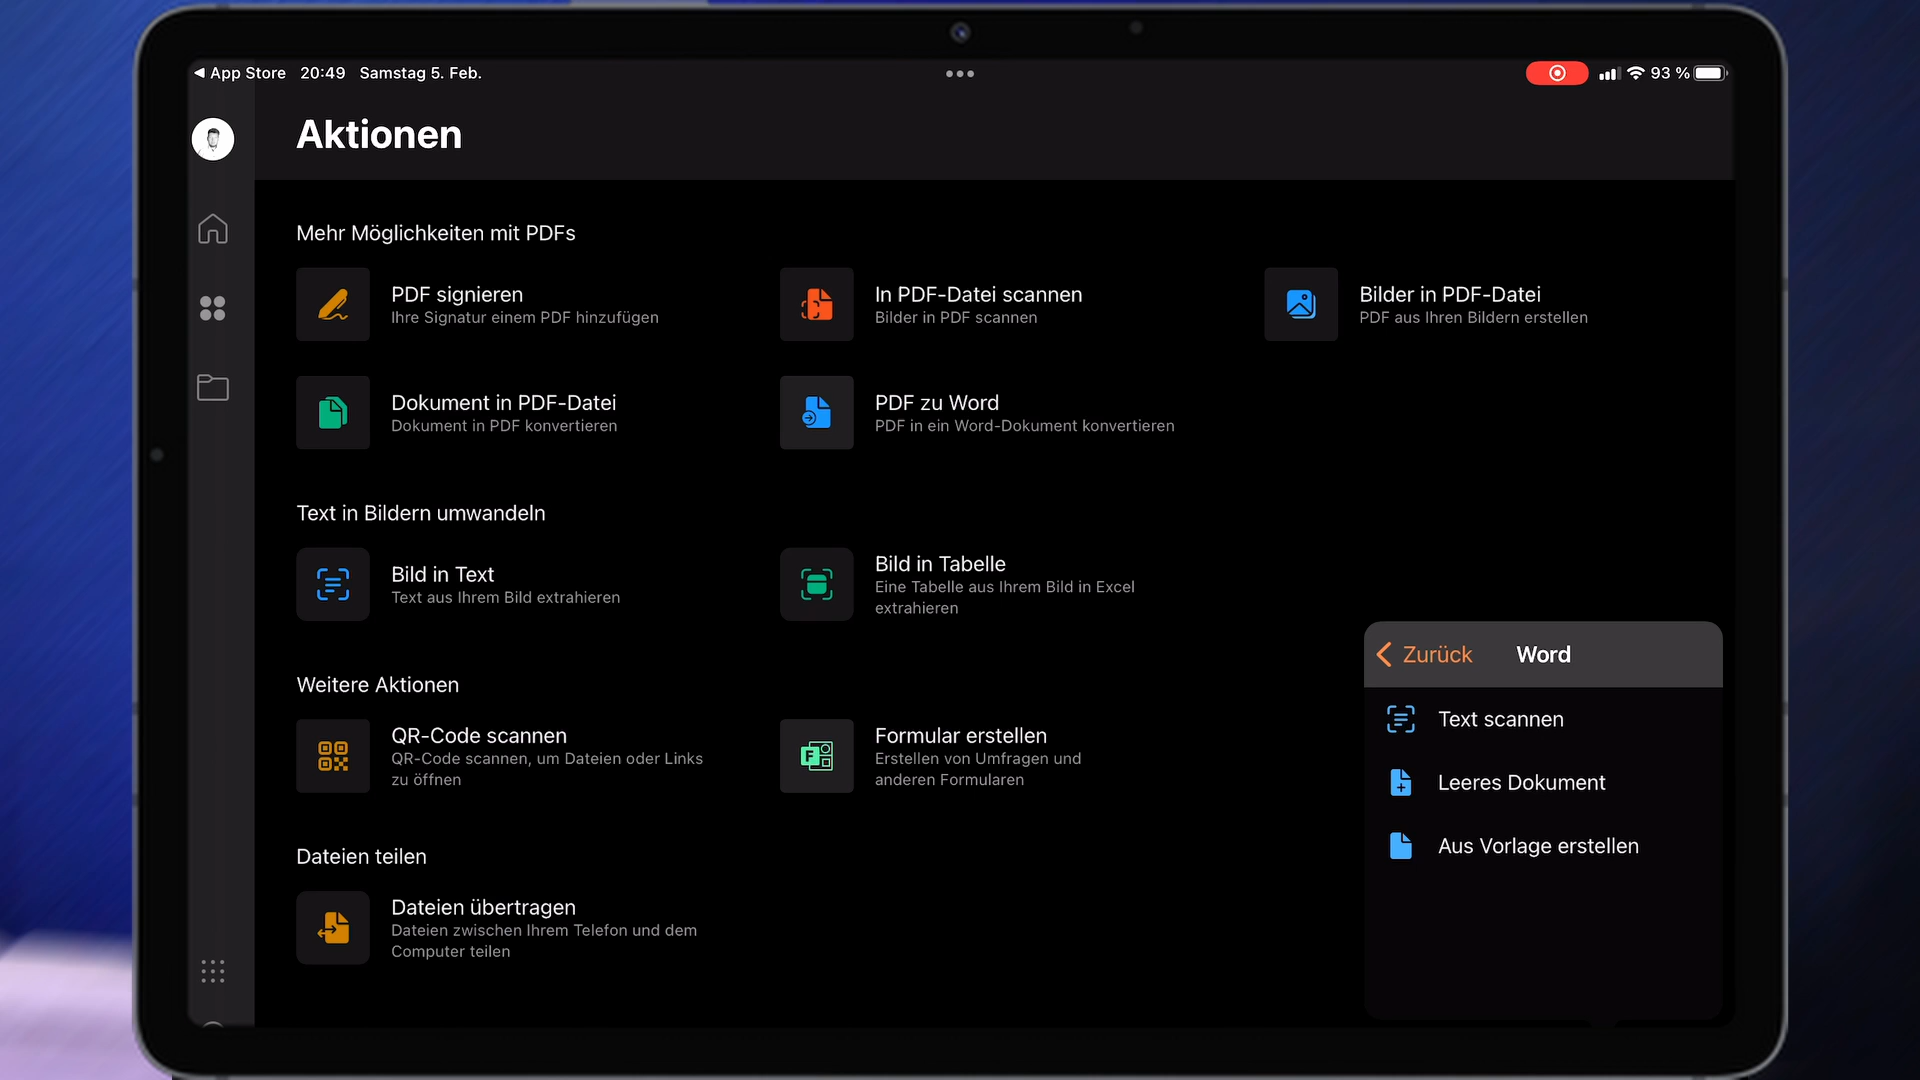 App Store 20:49 Samstag 5. Feb.
93 %
Aktionen
Mehr Möglichkeiten mit PDFs
PDF signieren
Ihre Signatur einem PDF hinzufügen
In PDF-Datei scannen
Bilder in PDF scannen
Bilder in PDF-Datei
PDF aus Ihren Bildern erstellen
Dokument in PDF-Datei
Dokument in PDF konvertieren
PDF zu Word
PDF in ein Word-Dokument konvertieren
Text in Bildern umwandeln
Bild in Text
Text aus Ihrem Bild extrahieren
Bild in Tabelle
Eine Tabelle aus Ihrem Bild in Excel
extrahieren
Weitere Aktionen
QR-Code scannen
QR-Code scannen, um Dateien oder Links
zu öffnen
Formular erstellen
Erstellen von Umfragen und
anderen Formularen
Dateien teilen
Dateien übertragen
Dateien zwischen Ihrem Telefon und dem
Computer teilen
Zurück Word
Text scannen
Leeres Dokument
Aus Vorlage erstellen